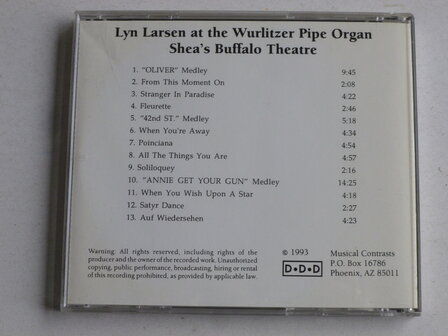 Lyn Larsen at the Wurlitzer Pipe Organ
Shea's Buffalo Theatre
1. "OLIVER" Medley 9:45
2. From This Moment On 2:08
3. Stranger In Paradise 4:22
4. Fleurette 2:46
5. "42nd ST." Medley 5:18
6. When You're Away 4:34
7. Poinciana 4:54
8. All The Things You Are 4:57
9. Soliloquey 2:16
10. "ANNIE GET YOUR GUN" Medley 14:25
11. When You Wish Upon A Star 4:18
12. Satyr Dance 2:27
13. Auf Wiedersehen 4:23
Warning: All rights reserved, including rights of the
producer and the owner of the recorded work. Unauthorized
copying, public performance, broadcasting, hiring or rental
of this recording prohibited, as provided by applicable law.
© 1993
D•D•D
Musical Contrasts
P.O. Box 16786
Phoenix, AZ 85011